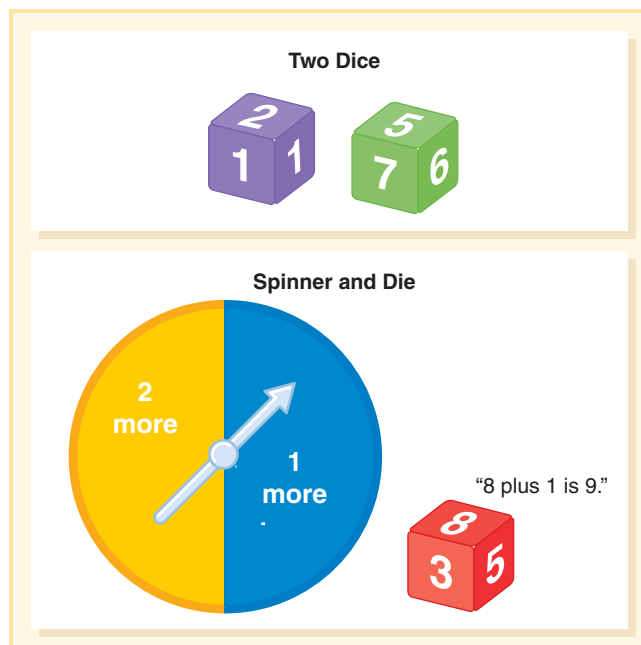 Two Dice
2
1 1
5
7 6
Spinner and Die
2
more
1
more
“8 plus 1 is 9.”
8
3 5